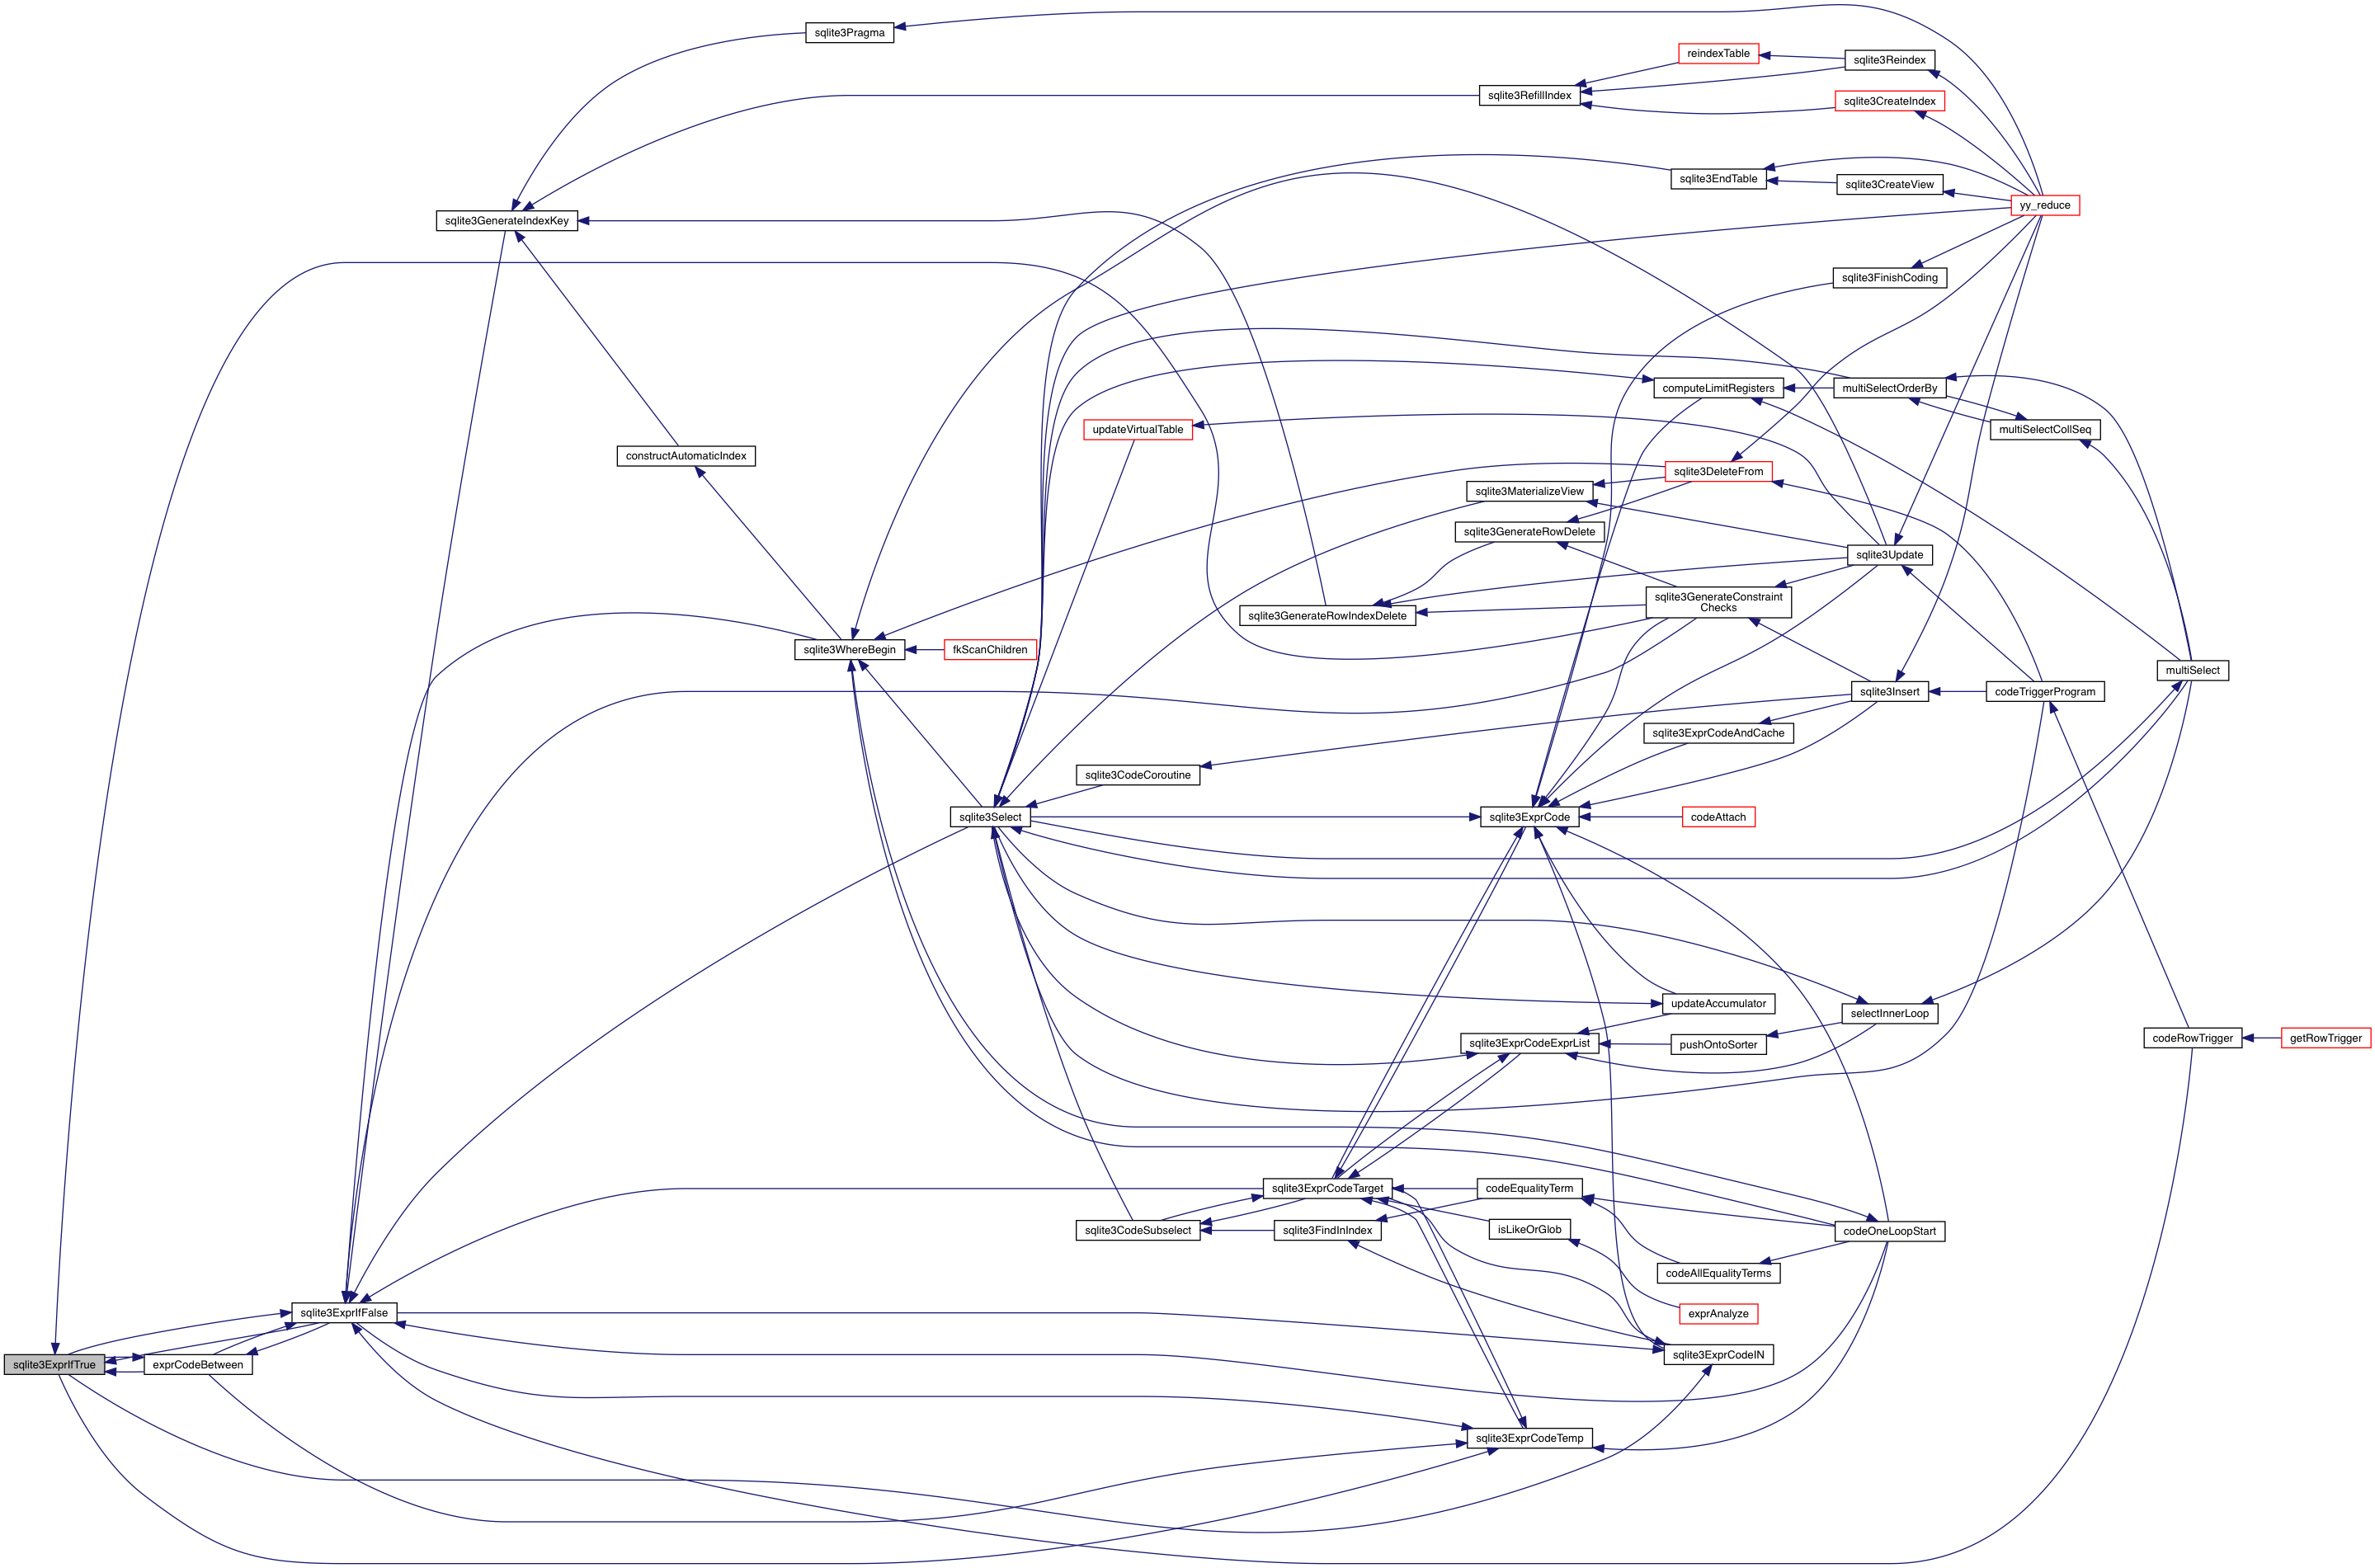 sqlite3Pragma
reindexTable
sqlite3Reindex
sqlite3RefillIndex
sqlite3CreateIndex
sqlite3EndTable
sqlite3CreateView
yy_reduce
sqlite3GenerateIndexKey
sqlite3FinishCoding
computeLimitRegisters
multiSelectOrderBy
updateVirtualTable
multiSelectCollSeq
constructAutomaticIndex
sqlite3DeleteFrom
sqlite3MaterializeView
sqlite3GenerateRowDelete
sqlite3Update
sqlite3GenerateConstraint
Checks
sqlite3GenerateRowIndexDelete
sqlite3WhereBegin
fkScanChildren
multiSelect
sqlite3Insert
codeTriggerProgram
sqlite3ExprCodeAndCache
sqlite3CodeCoroutine
sqlite3Select
sqlite3ExprCode
codeAttach
updateAccumulator
selectInnerLoop
sqlite3ExprCodeExprList
pushOntoSorter
codeRowTrigger
getRowTrigger
sqlite3ExprCodeTarget
codeEqualityTerm
sqlite3CodeSubselect
sqlite3FindInIndex
isLikeOrGlob
codeOneLoopStart
codeAllEqualityTerms
sqlite3ExprIfFalse
exprAnalyze
sqlite3ExprIfTrue
exprCodeBetween
sqlite3ExprCodeIN
sqlite3ExprCodeTemp